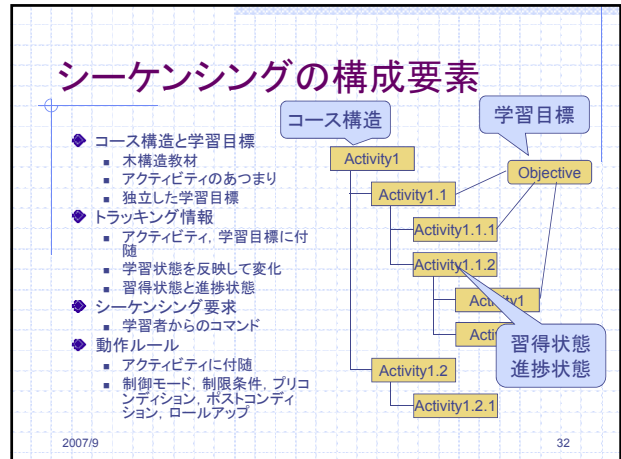 シーケンシングの構成要素
コース構造と学習目標
木構造教材
アクティビティのあつまり
独立した学習目標
トラッキング情報
アクティビティ, 学習目標に付
随
学習状態を反映して変化
習得状態と進捗状態
シーケンシング要求
学習者からのコマンド
動作ルール
アクティビティに付随
制御モード, 制限条件, プリコ
ンディション, ポストコンディ
ション, ロールアップ
コース構造
学習目標
Activity1
Objective
Activity1.1
Activity1.1.1
Activity1.1.2
習得状態
進捗状態
Activity1.2
Activity1.2.1
2007/9
32